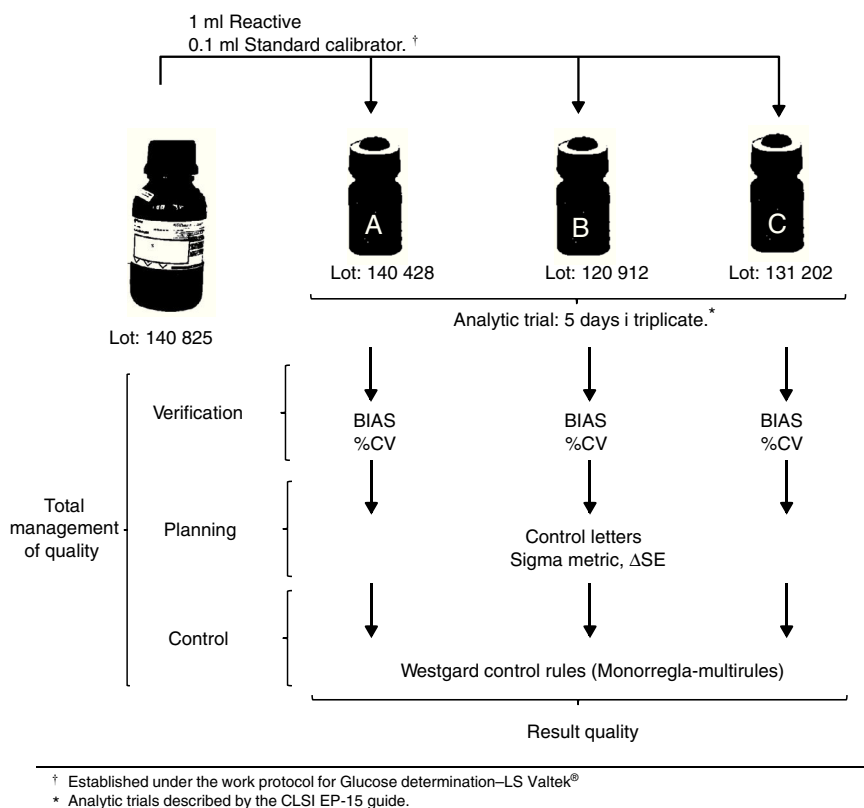 1 ml Reactive
0.1 ml Standard calibrator. †
A
B
C
Lot: 140 428
Lot: 120 912
Lot: 131 202
Analytic trial: 5 days i triplicate.*
Lot: 140 825
Verification
BIAS
%CV
BIAS
%CV
BIAS
%CV
Total
management
of quality
Planning
Control letters
Sigma metric, ΔSE
Control
Westgard control rules (Monorregla-multirules)
Result quality
† Established under the work protocol for Glucose determination–LS Valtek®
* Analytic trials described by the CLSI EP-15 guide.